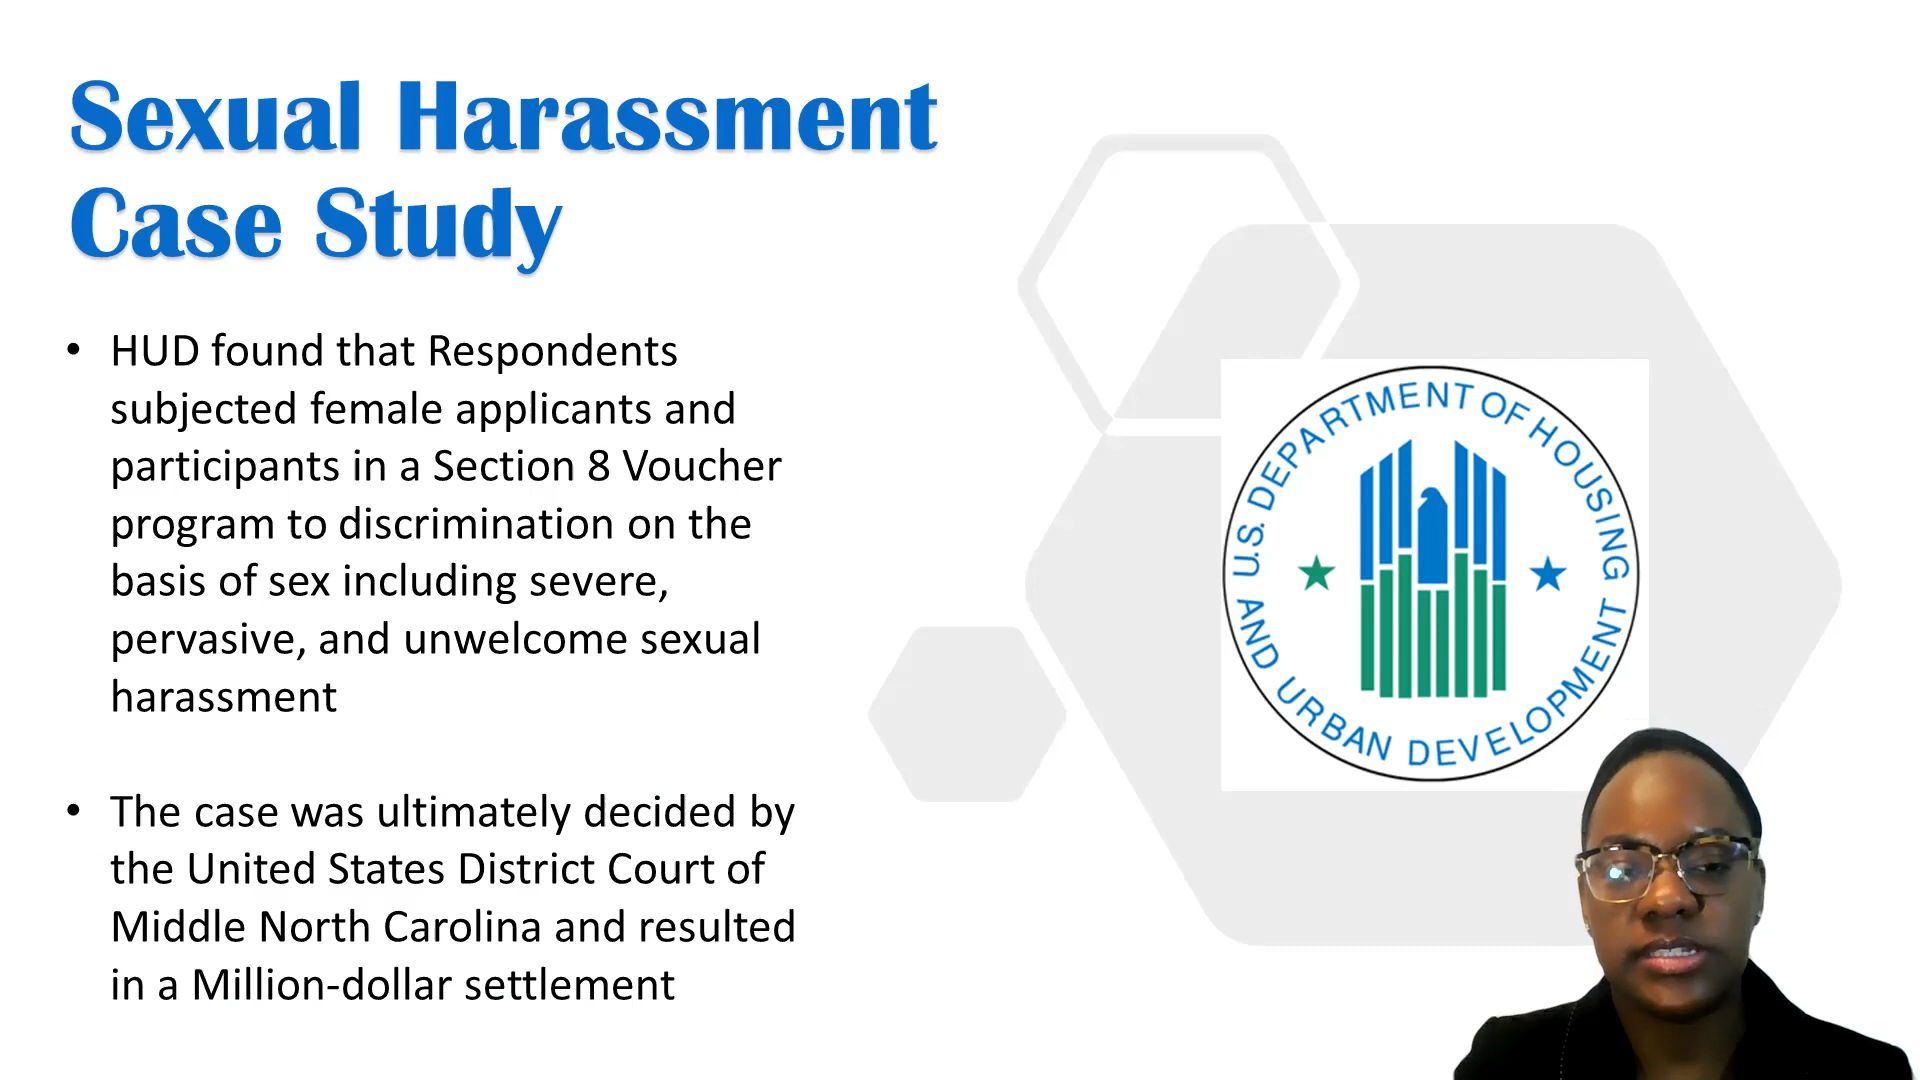 Sexual Harassment
Case Study
• HUD found that Respondents
subjected female applicants and
participants in a Section 8 Voucher
program to discrimination on the
basis of sex including severe,
pervasive, and unwelcome sexual
harassment
• The case was ultimately decided by
the United States District Court of
Middle North Carolina and resulted
in a Million-dollar settlement
U.S. DEPARTMENT OF HOUSING
AND URBAN DEVELOPMENT